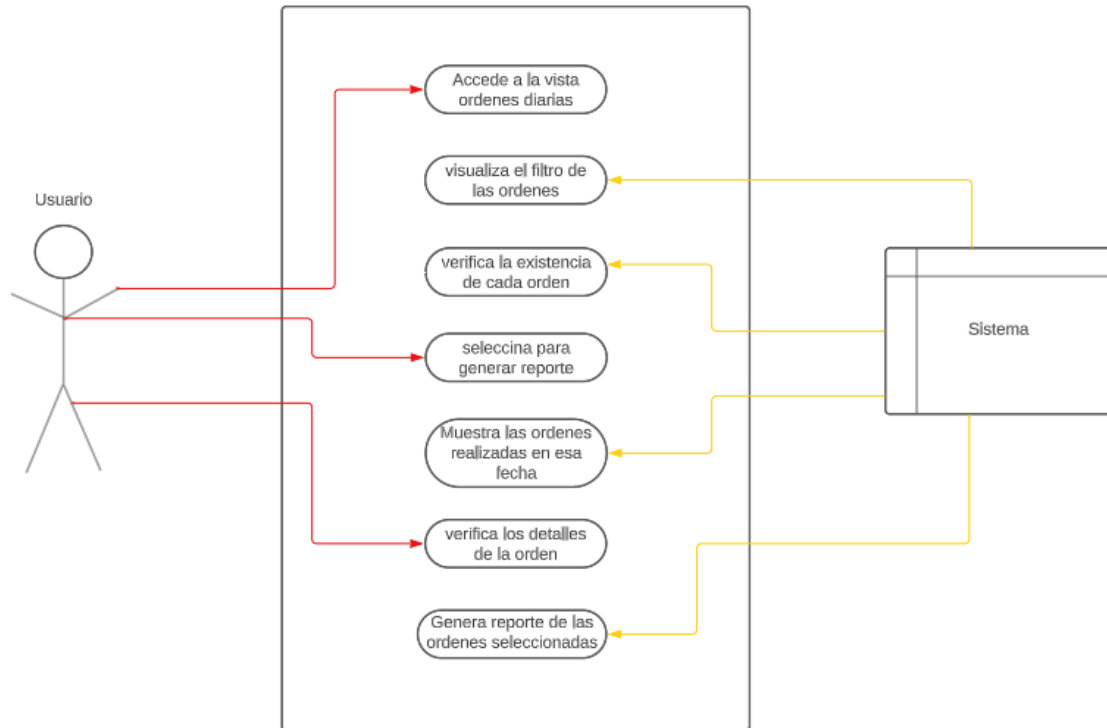 Accede a la vista
ordenes diarias
visualiza el filtro de
las ordenes
Usuario
verifica la existencia
de cada orden
Sistema
seleccina para
generar reporte
Muestra las ordenes
realizadas en esa
fecha
verifica los detalles
de la orden
Genera reporte de las
ordenes seleccionadas